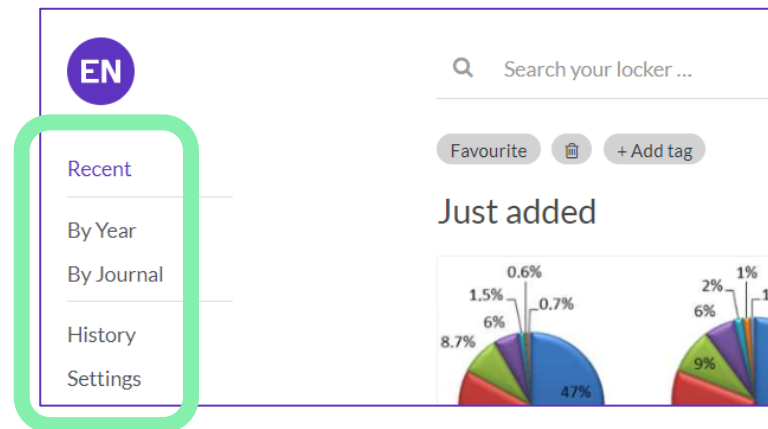 EN
Recent
By Year
By Journal
History
Settings
Search your locker ...
Favourite + Add tag
Just added
0.6%
1.5% 0.7%
6%
8.7%
47%
1%
2%
6%
9%